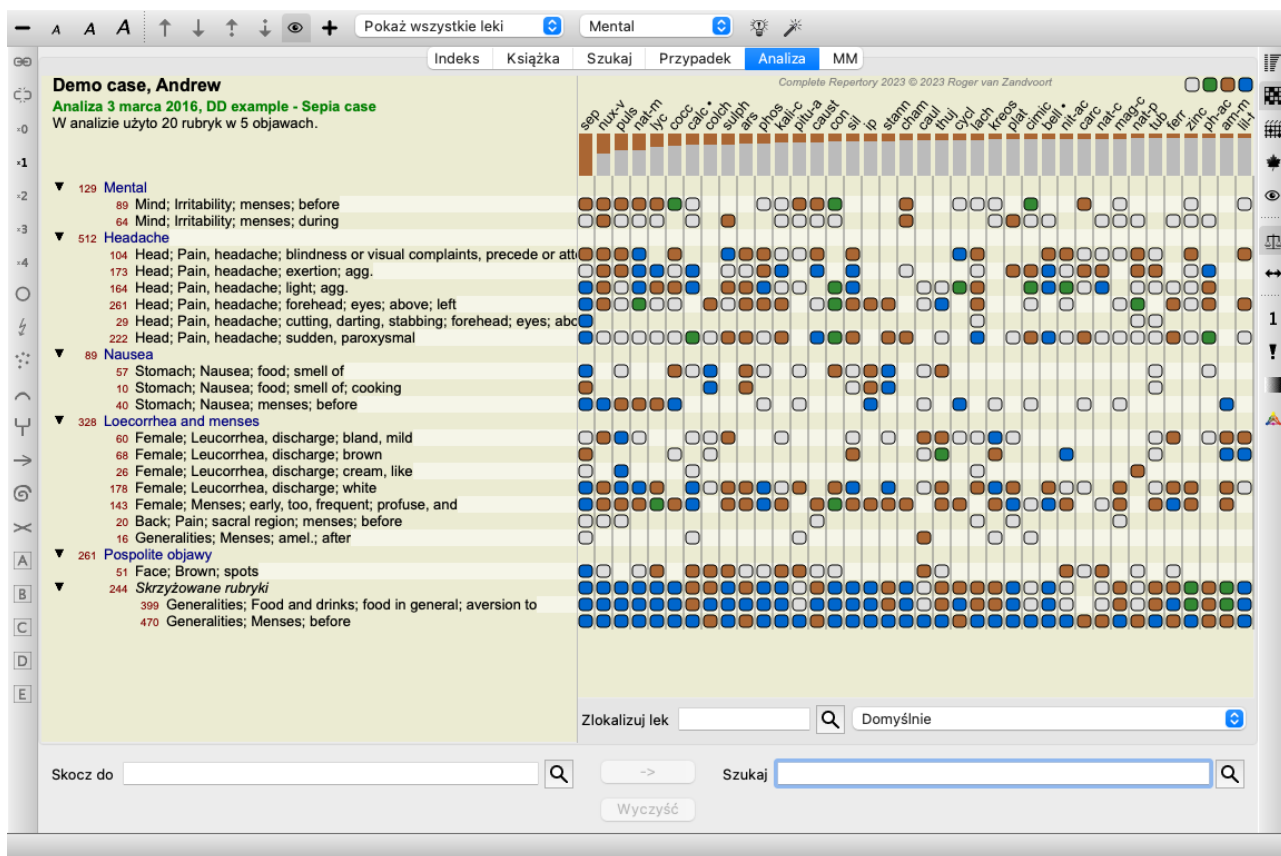 A A A Pokaż wszystkie leki Mental
Indeks Książka Szukaj Przypadek Analiza MM
Demo case, Andrew
Complete Repertory 2023 © 2023 Roger van Zandvoort
Analiza 3 marca 2016, DD example - Sepia case
W analizie użyto 20 rubryk w 5 objawach.
sep nux-v puls nat-m lyc cocc calc • colch sulph ars phos kali-c pitu-a caust con sil ip stann cham caul thuj cycl lach kreos plat cimic bell • nit-ac carc nat-c mag-c nat-p tub ferr zinc ph-ac am-m lil-t
×0
×1
×2
×3
×4
1
129 Mental
89 Mind; Irritability; menses; before
64 Mind; Irritability; menses; during
512 Headache
104 Head; Pain, headache; blindness or visual complaints, precede or atte
173 Head; Pain, headache; exertion; agg.
164 Head; Pain, headache; light; agg.
261 Head; Pain, headache; forehead; eyes; above; left
29 Head; Pain, headache; cutting, darting, stabbing; forehead; eyes; abo
222 Head; Pain, headache; sudden, paroxysmal
89 Nausea
57 Stomach; Nausea; food; smell of
10 Stomach; Nausea; food; smell of; cooking
40 Stomach; Nausea; menses; before
328 Loecorrhea and menses
60 Female; Leucorrhea, discharge; bland, mild
68 Female; Leucorrhea, discharge; brown
26 Female; Leucorrhea, discharge; cream, like
178 Female; Leucorrhea, discharge; white
143 Female; Menses; early, too, frequent; profuse, and
20 Back; Pain; sacral region; menses; before
16 Generalities; Menses; amel.; after
261 Pospolite objawy
51 Face; Brown; spots
244 Skrzyżowane rubryki
399 Generalities; Food and drinks; food in general; aversion to
470 Generalities; Menses; before
A
B
C
D
E
Zlokalizuj lek Domyślnie
Skocz do -> Szukaj
Wyczyść